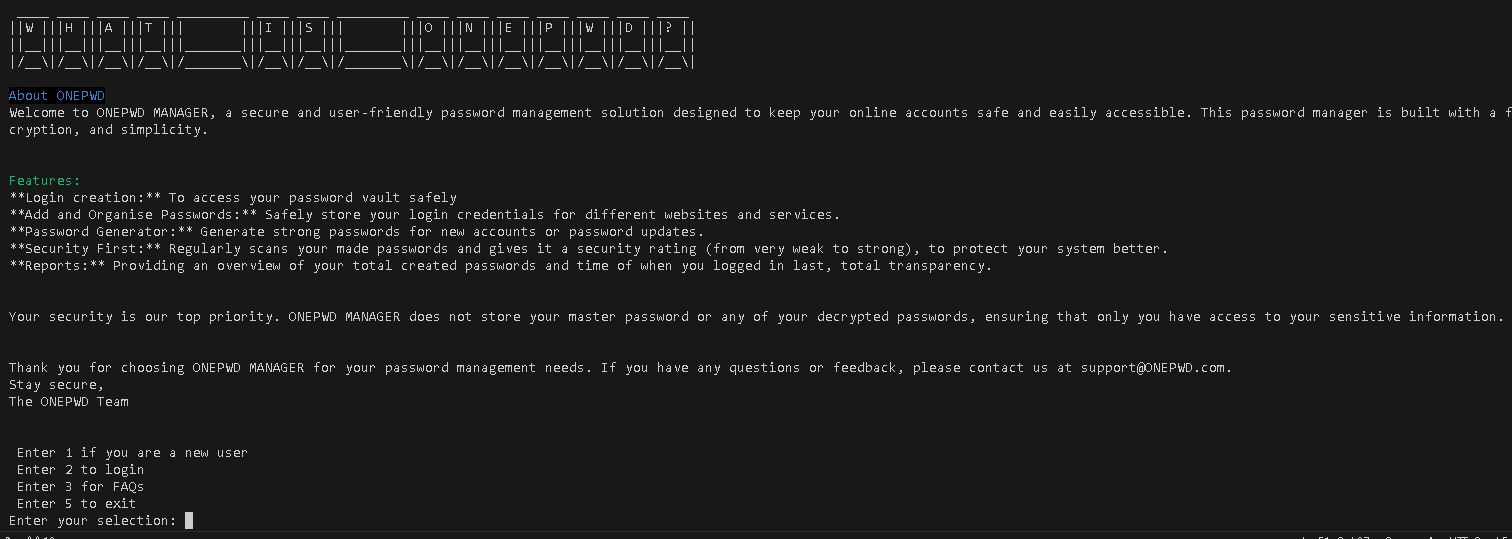 WHAT IS ONEPWD?
About ONEPWD
Welcome to ONEPWD MANAGER, a secure and user-friendly password management solution designed to keep your online accounts safe and easily accessible. This password manager is built with a f
cryption, and simplicity.
Features:
**Login creation:** To access your password vault safely
**Add and Organise Passwords:** Safely store your login credentials for different websites and services.
**Password Generator:** Generate strong passwords for new accounts or password updates.
**Security First:** Regularly scans your made passwords and gives it a security rating (from very weak to strong), to protect your system better.
**Reports:** Providing an overview of your total created passwords and time of when you logged in last, total transparency.
Your security is our top priority. ONEPWD MANAGER does not store your master password or any of your decrypted passwords, ensuring that only you have access to your sensitive information.
Thank you for choosing ONEPWD MANAGER for your password management needs. If you have any questions or feedback, please contact us at support@ONEPWD.com.
Stay secure,
The ONEPWD Team
Enter 1 if you are a new user
Enter 2 to login
Enter 3 for FAQs
Enter 5 to exit
Enter your selection: